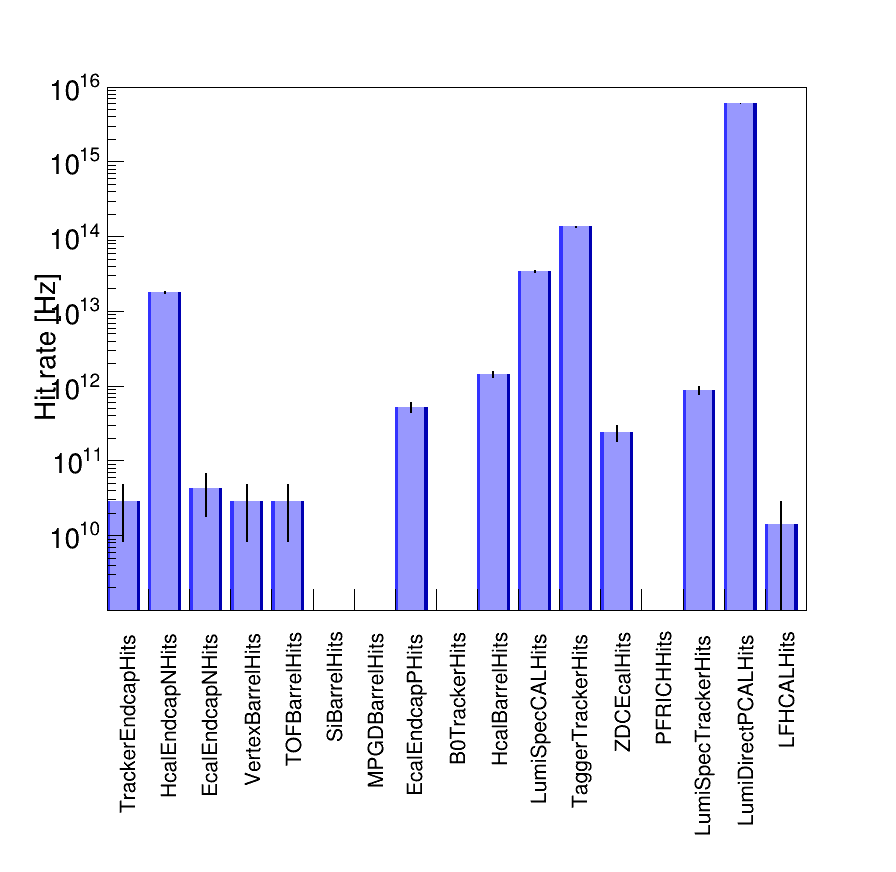 Hit rate [Hz]
10^16
10^15
10^14
10^13
10^12
10^11
10^10
TrackerEndcapHits
HcalEndcapNHits
EcalEndcapNHits
VertexBarrelHits
TOFBarrelHits
SiBarrelHits
MPGDBarrelHits
EcalEndcapPHits
B0TrackerHits
HcalBarrelHits
LumiSpecCALHits
TaggerTrackerHits
ZDCEcalHits
PFRICHHits
LumiSpecTrackerHits
LumiDirectPCALHits
LFHCALHits